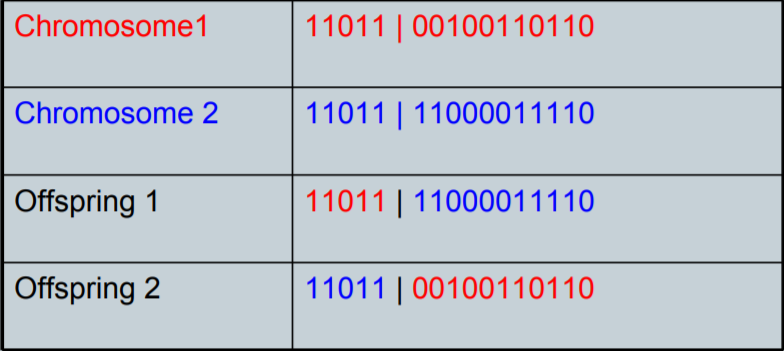 Chromosome1 11011 | 00100110110
Chromosome 2 11011 | 11000011110
Offspring 1 11011 | 11000011110
Offspring 2 11011 | 00100110110